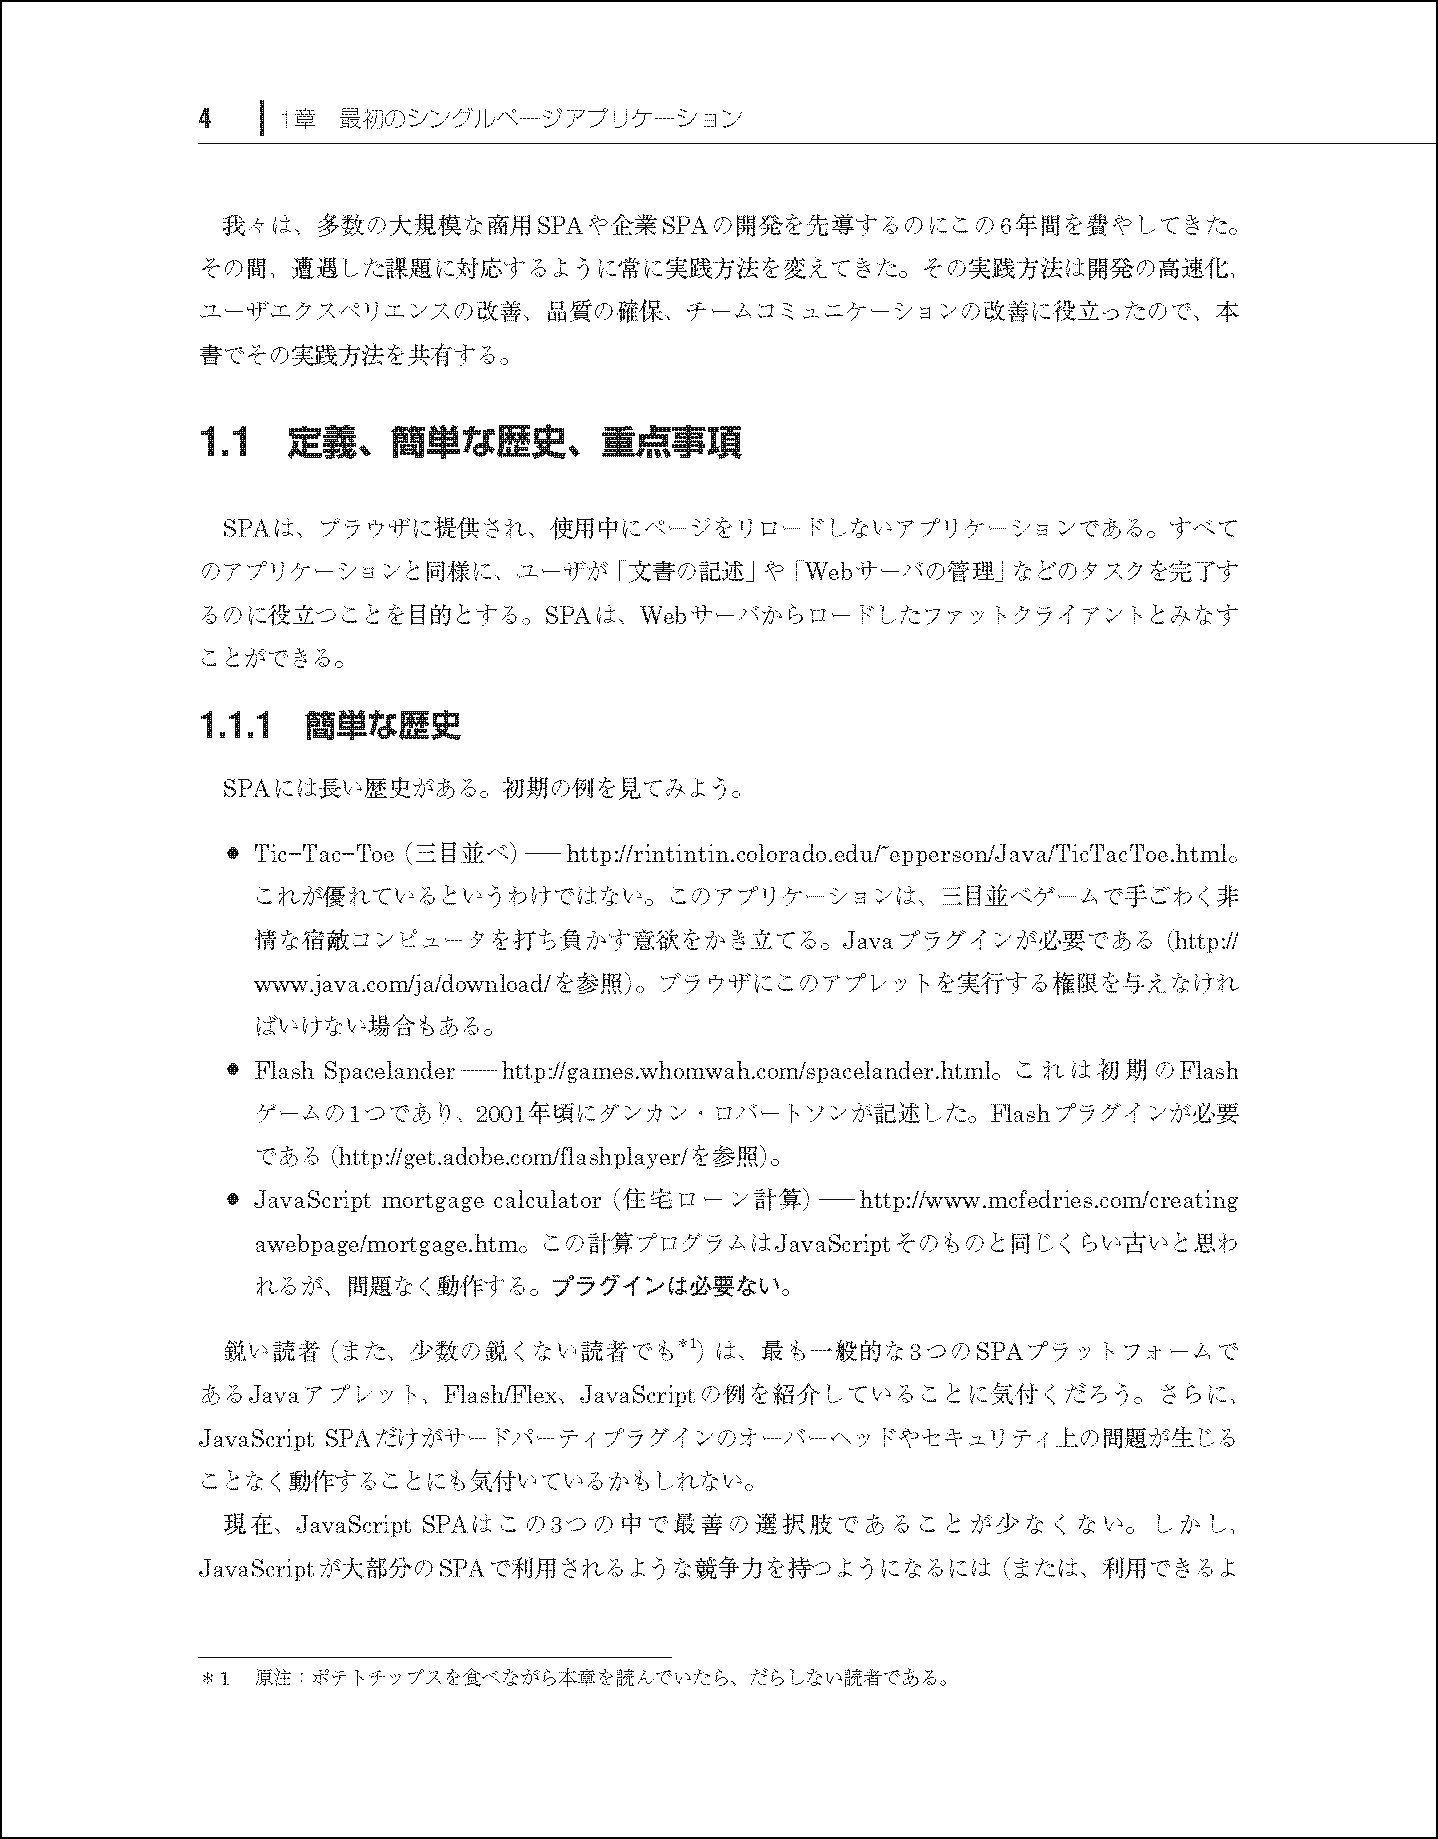 4 1章 最初のシングルページアプリケーション
我々は、多数の大規模な商用SPAや企業SPAの開発を先導するのにこの6年間を費やしてきた。
その間、遭遇した課題に対応するように常に実践方法を変えてきた。その実践方法は開発の高速化、
ユーザエクスペリエンスの改善、品質の確保、チームコミュニケーションの改善に役立ったので、本
書でその実践方法を共有する。
1.1 定義、簡単な歴史、重点事項
SPAは、ブラウザに提供され、使用中にページをリロードしないアプリケーションである。すべて
のアプリケーションと同様に、ユーザが「文書の記述」や「Webサーバの管理」などのタスクを完了す
るのに役立つことを目的とする。SPAは、Webサーバからロードしたファットクライアントとみなす
ことができる。
1.1.1 簡単な歴史
SPAには長い歴史がある。初期の例を見てみよう。
● Tic-Tac-Toe（三目並べ）――http://rintintin.colorado.edu/~epperson/Java/TicTacToe.html。
これが優れているというわけではない。このアプリケーションは、三目並べゲームで手ごわく非
情な宿敵コンピュータを打ち負かす意欲をかき立てる。Javaプラグインが必要である（http://
www.java.com/ja/download/を参照）。ブラウザにこのアプレットを実行する権限を与えなけれ
ばいけない場合もある。
● Flash Spacelander――http://games.whomwah.com/spacelander.html。これは初期のFlash
ゲームの1つであり、2001年頃にダンカン・ロバートソンが記述した。Flashプラグインが必要
である（http://get.adobe.com/flashplayer/を参照）。
● JavaScript mortgage calculator（住宅ローン計算）――http://www.mcfedries.com/creating
awebpage/mortgage.htm。この計算プログラムはJavaScriptそのものと同じくらい古いと思わ
れるが、問題なく動作する。プラグインは必要ない。
鋭い読者（また、少数の鋭くない読者でも*1）は、最も一般的な3つのSPAプラットフォームで
あるJavaアプレット、Flash/Flex、JavaScriptの例を紹介していることに気付くだろう。さらに、
JavaScript SPAだけがサードパーティプラグインのオーバーヘッドやセキュリティ上の問題が生じる
ことなく動作することにも気付いているかもしれない。
現在、JavaScript SPAはこの3つの中で最善の選択肢であることが少なくない。しかし、
JavaScriptが大部分のSPAで利用されるような競争力を持つようになるには（または、利用できるよ
＊1 原注：ポテトチップスを食べながら本章を読んでいたら、だらしない読者である。